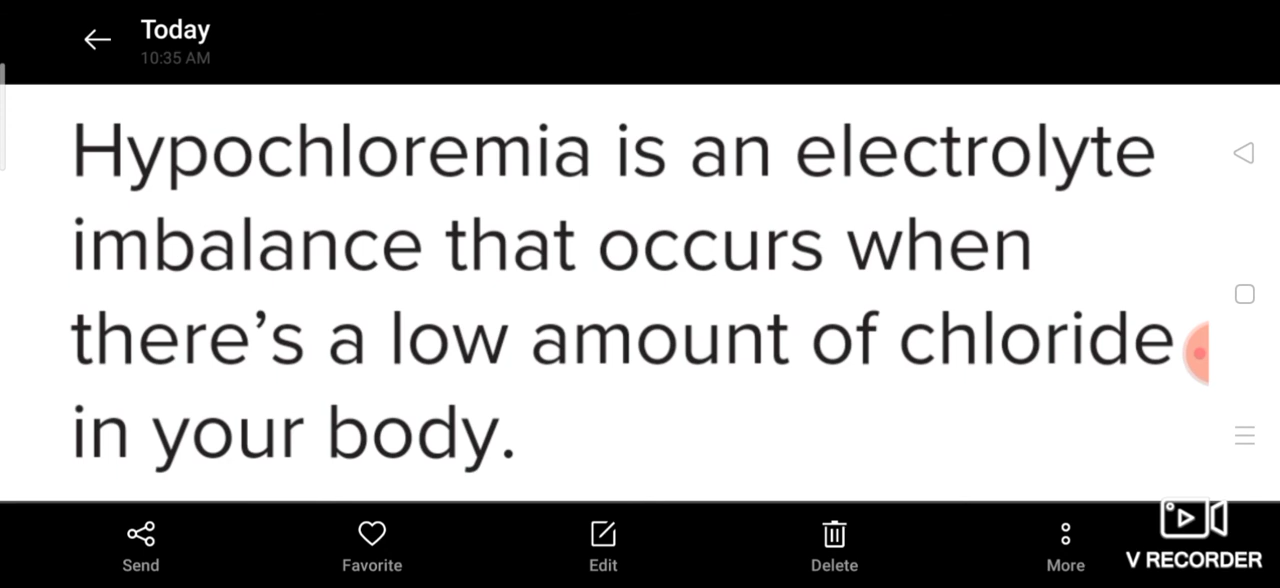 Today
10:35 AM
Hypochloremia is an electrolyte
imbalance that occurs when
there’s a low amount of chloride
in your body.
Send
Favorite
Edit
Delete
More
V RECORDER